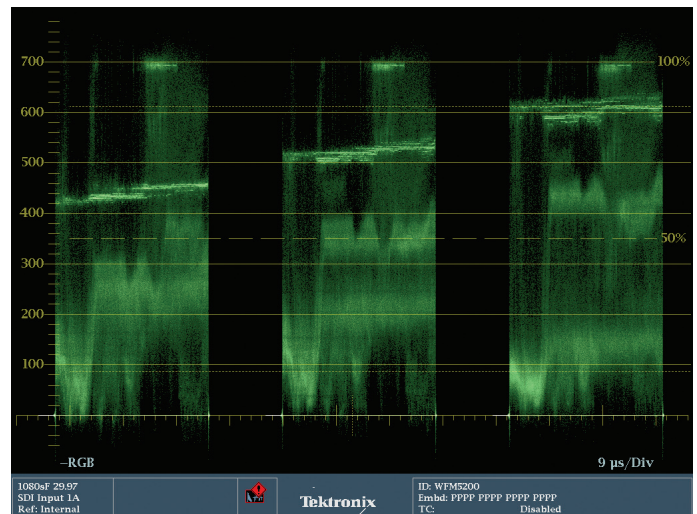 700
100%
600
500
400
50%
300
200
100
–RGB
9 µs/Div
1080sF 29.97
SDI Input 1A
Ref: Internal
Tektronix
ID: WFM5200
Embd: PPPP PPPP PPPP PPPP
TC: Disabled